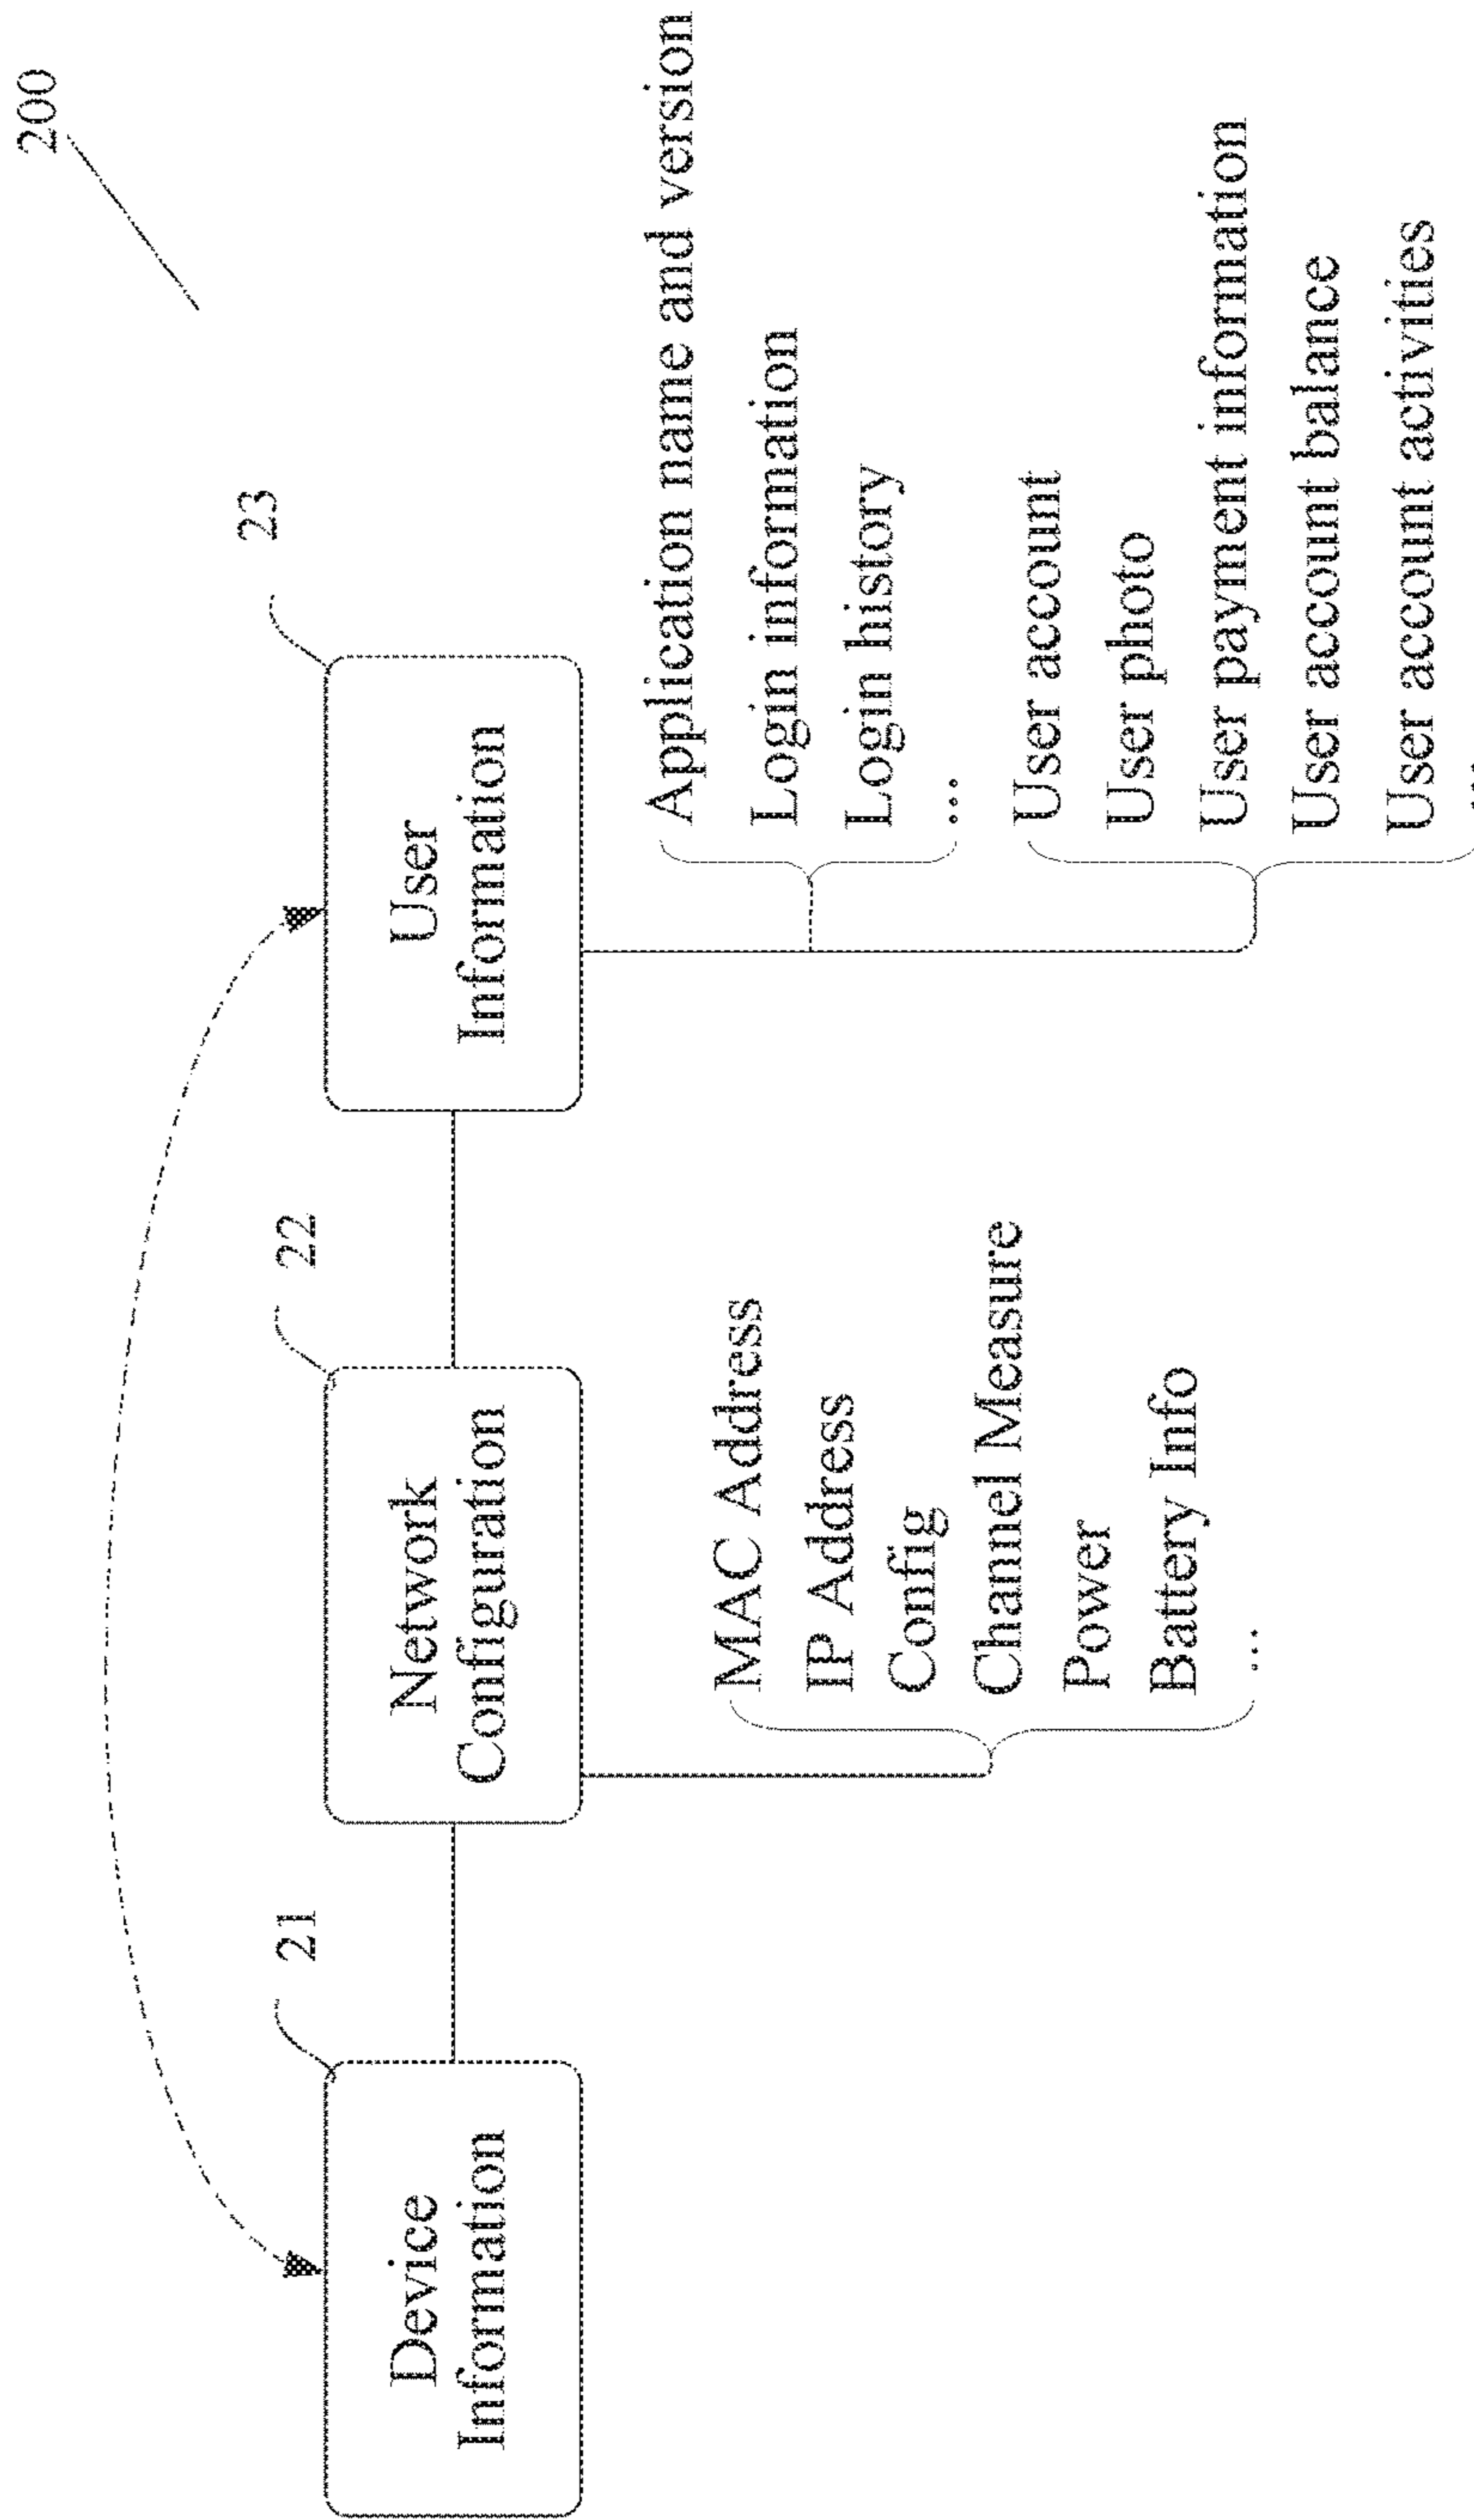 200
21
Device
Information
22
Network
Configuration
23
User
Information
MAC Address
IP Address
Config
Channel Measure
Power
Battery Info
...
Application name and version
Login information
Login history
...
User account
User photo
User payment information
User account balance
User account activities
...